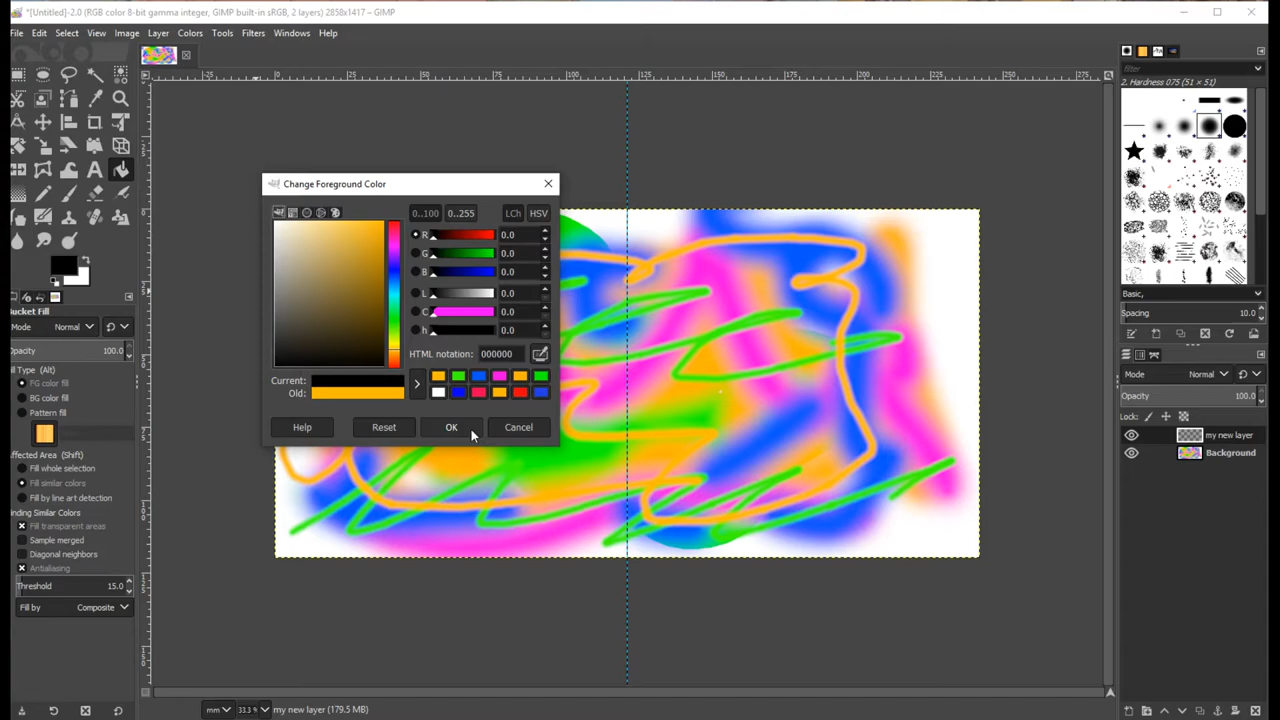 *[Untitled]-2.0 (RGB color 8-bit gamma integer, GIMP built-in sRGB, 2 layers) 2858x1417 – GIMP
File Edit Select View Image Layer Colors Tools Filters Windows Help
filter
2. Hardness 075 (51 × 51)
Change Foreground Color
0..100 0..255 LCh HSV
R 0.0
G 0.0
B 0.0
L 0.0
C 0.0
h 0.0
HTML notation: 000000
Current:
Old:
Help Reset OK Cancel
Bucket Fill
Mode Normal
Opacity 100.0
Fill Type (Alt)
FG color fill
BG color fill
Pattern fill
Affected Area (Shift)
Fill whole selection
Fill similar colors
Fill by line art detection
Finding Similar Colors
Fill transparent areas
Sample merged
Diagonal neighbors
Antialiasing
Threshold 15.0
Fill by Composite
Basic,
Spacing 10.0
Mode Normal
Opacity 100.0
Lock:
my new layer
Background
mm 33.3 % my new layer (179.5 MB)